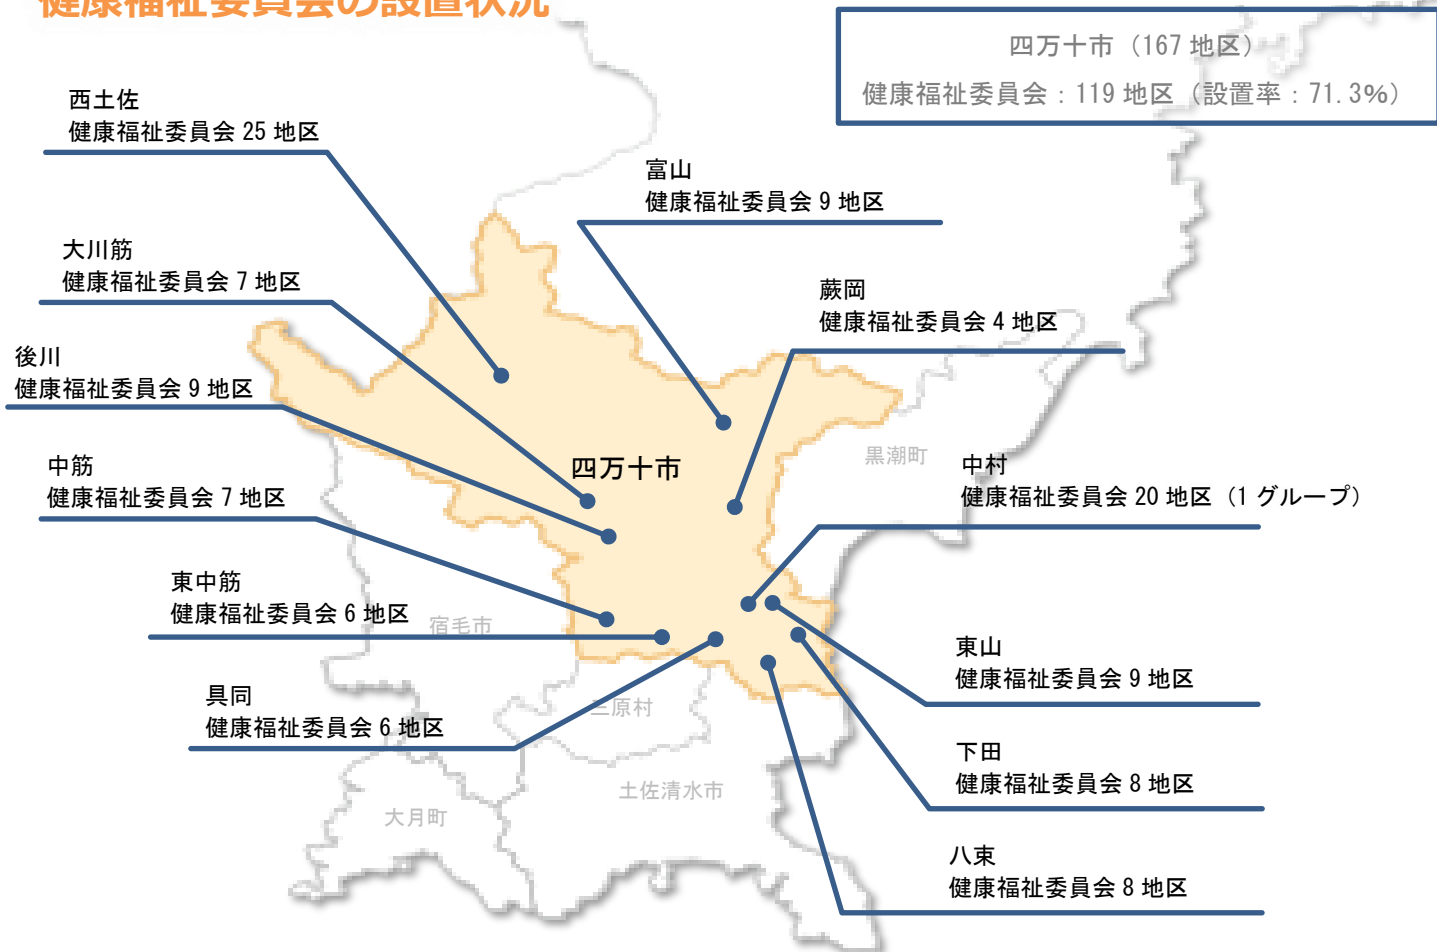 健康福祉委員会の設置状況
四万十市（167 地区）
健康福祉委員会：119 地区（設置率：71.3%）
西土佐
健康福祉委員会 25 地区
富山
健康福祉委員会 9 地区
大川筋
健康福祉委員会 7 地区
蕨岡
健康福祉委員会 4 地区
後川
健康福祉委員会 9 地区
中筋
健康福祉委員会 7 地区
四万十市
黒潮町
中村
健康福祉委員会 20 地区（1 グループ）
東中筋
健康福祉委員会 6 地区
宿毛市
東山
健康福祉委員会 9 地区
具同
健康福祉委員会 6 地区
三原村
下田
健康福祉委員会 8 地区
土佐清水市
大月町
八束
健康福祉委員会 8 地区